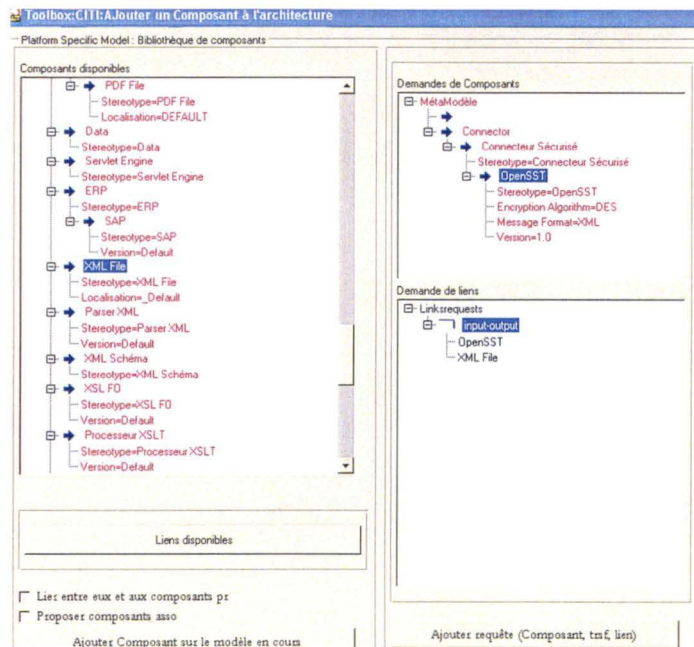 Toolbox:CITI:AJouter un Composant à l'architecture
Platform Specific Model : Bibliothèque de composants
Composants disponibles
PDF File
Stereotype=PDF File
Localisation=DEFAULT
Data
Stereotype=Data
Servlet Engine
Stereotype=Servlet Engine
ERP
Stereotype=ERP
SAP
Stereotype=SAP
Version=Default
XML File
Stereotype=XML File
Localisation=_Default
Parser XML
Stereotype=Parser XML
Version=Default
XML Schéma
Stereotype=XML Schéma
XSL FO
Stereotype=XSL FO
Version=Default
Processeur XSLT
Stereotype=Processeur XSLT
Version=Default
Liens disponibles
Lier entre eux et aux composants pr
Proposer composants asso
Ajouter Composant sur le modèle en cours
Demandes de Composants
MétaModèle
Connector
Connecteur Sécurisé
Stereotype=Connecteur Sécurisé
OpenSST
Stereotype=OpenSST
Encryption Algorithm=DES
Message Format=XML
Version=1.0
Demande de liens
Linksrequests
input-output
OpenSST
XML File
Ajouter requête (Composant, trsf, lien)